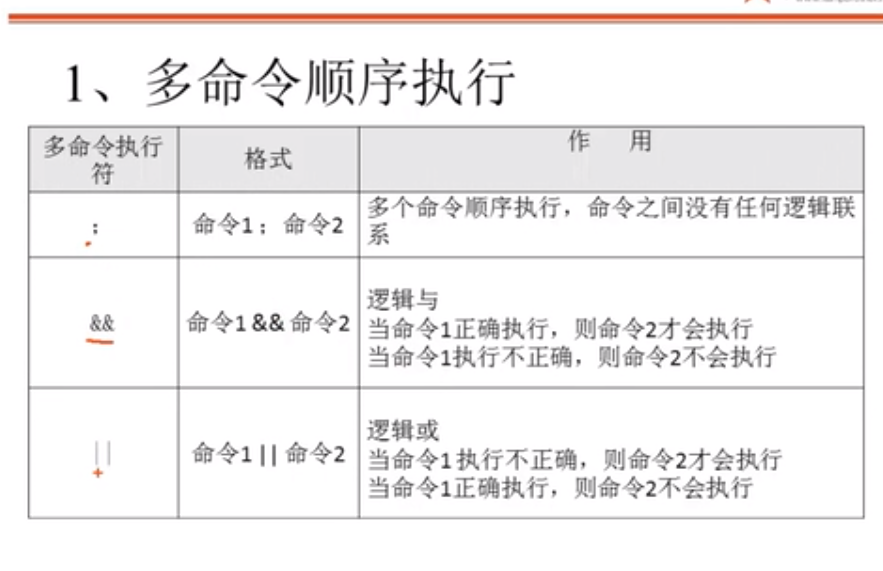 1、多命令顺序执行
多命令执行
符
格式
作 用
;
命令1；命令2
多个命令顺序执行，命令之间没有任何逻辑联
系
&&
命令1&&命令2
逻辑与
当命令1正确执行，则命令2才会执行
当命令1执行不正确，则命令2不会执行
||
命令1 || 命令2
逻辑或
当命令1 执行不正确，则命令2才会执行
当命令1正确执行，则命令2不会执行